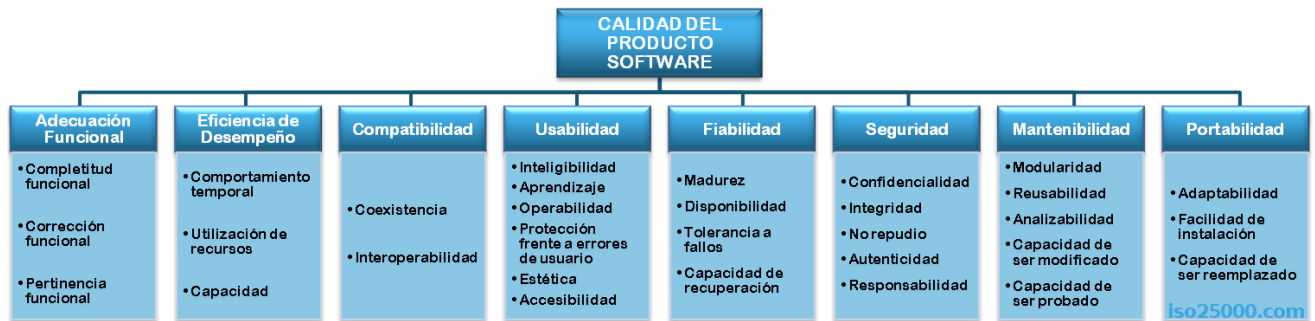 CALIDAD DEL
PRODUCTO
SOFTWARE
Adecuación
Funcional
• Completitud
funcional
• Corrección
funcional
• Pertinencia
funcional
Eficiencia de
Desempeño
• Comportamiento
temporal
• Utilización de
recursos
• Capacidad
Compatibilidad
• Coexistencia
• Interoperabilidad
Usabilidad
• Inteligibilidad
• Aprendizaje
• Operabilidad
• Protección
frente a errores
de usuario
• Estética
• Accesibilidad
Fiabilidad
• Madurez
• Disponibilidad
• Tolerancia a
fallos
• Capacidad de
recuperación
Seguridad
• Confidencialidad
• Integridad
• No repudio
• Autenticidad
• Responsabilidad
Mantenibilidad
• Modularidad
• Reusabilidad
• Analizabilidad
• Capacidad de
ser modificado
• Capacidad de
ser probado
Portabilidad
• Adaptabilidad
• Facilidad de
instalación
• Capacidad de
ser reemplazado
iso25000.com